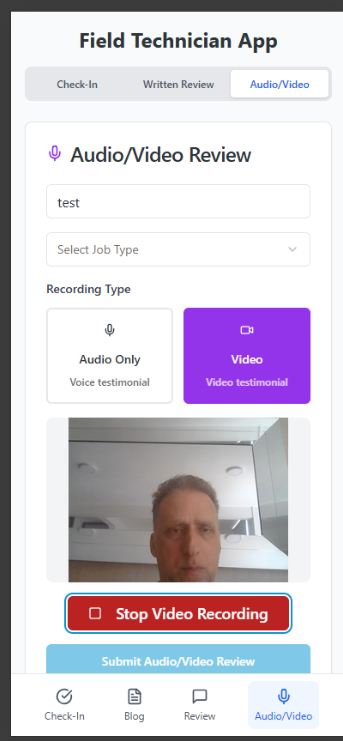 Field Technician App
Check-In Written Review Audio/Video
Audio/Video Review
test
Select Job Type
Recording Type
Audio Only Video
Voice testimonial Video testimonial
Stop Video Recording
Submit Audio/Video Review
Check-In Blog Review Audio/Video